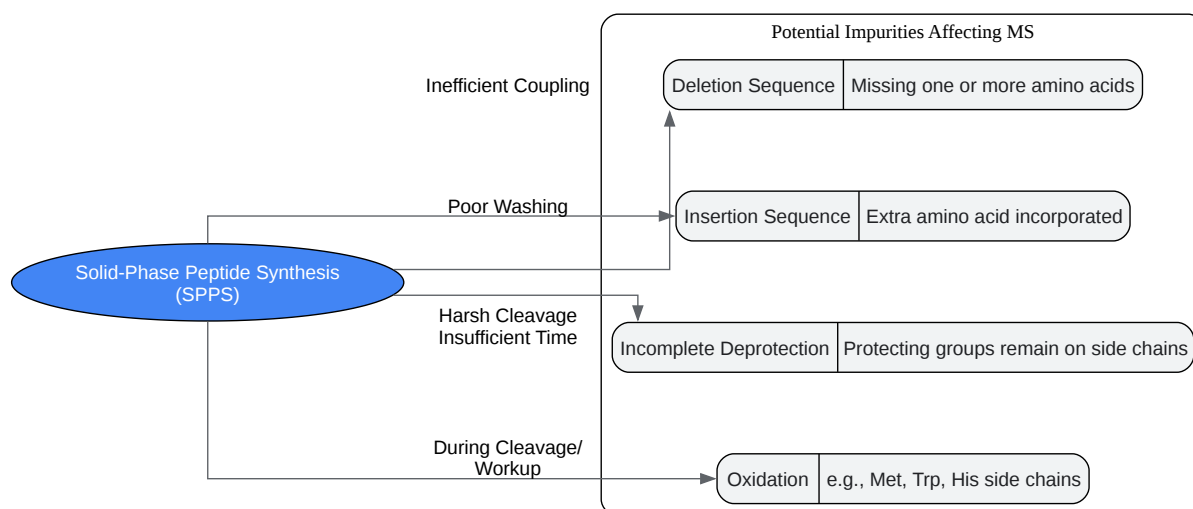 Potential Impurities Affecting MS
Inefficient Coupling
Deletion Sequence
Missing one or more amino acids
Poor Washing
Insertion Sequence
Extra amino acid incorporated
Solid-Phase Peptide Synthesis
(SPPS)
Harsh Cleavage
Insufficient Time
Incomplete Deprotection
Protecting groups remain on side chains
During Cleavage/
Workup
Oxidation
e.g., Met, Trp, His side chains